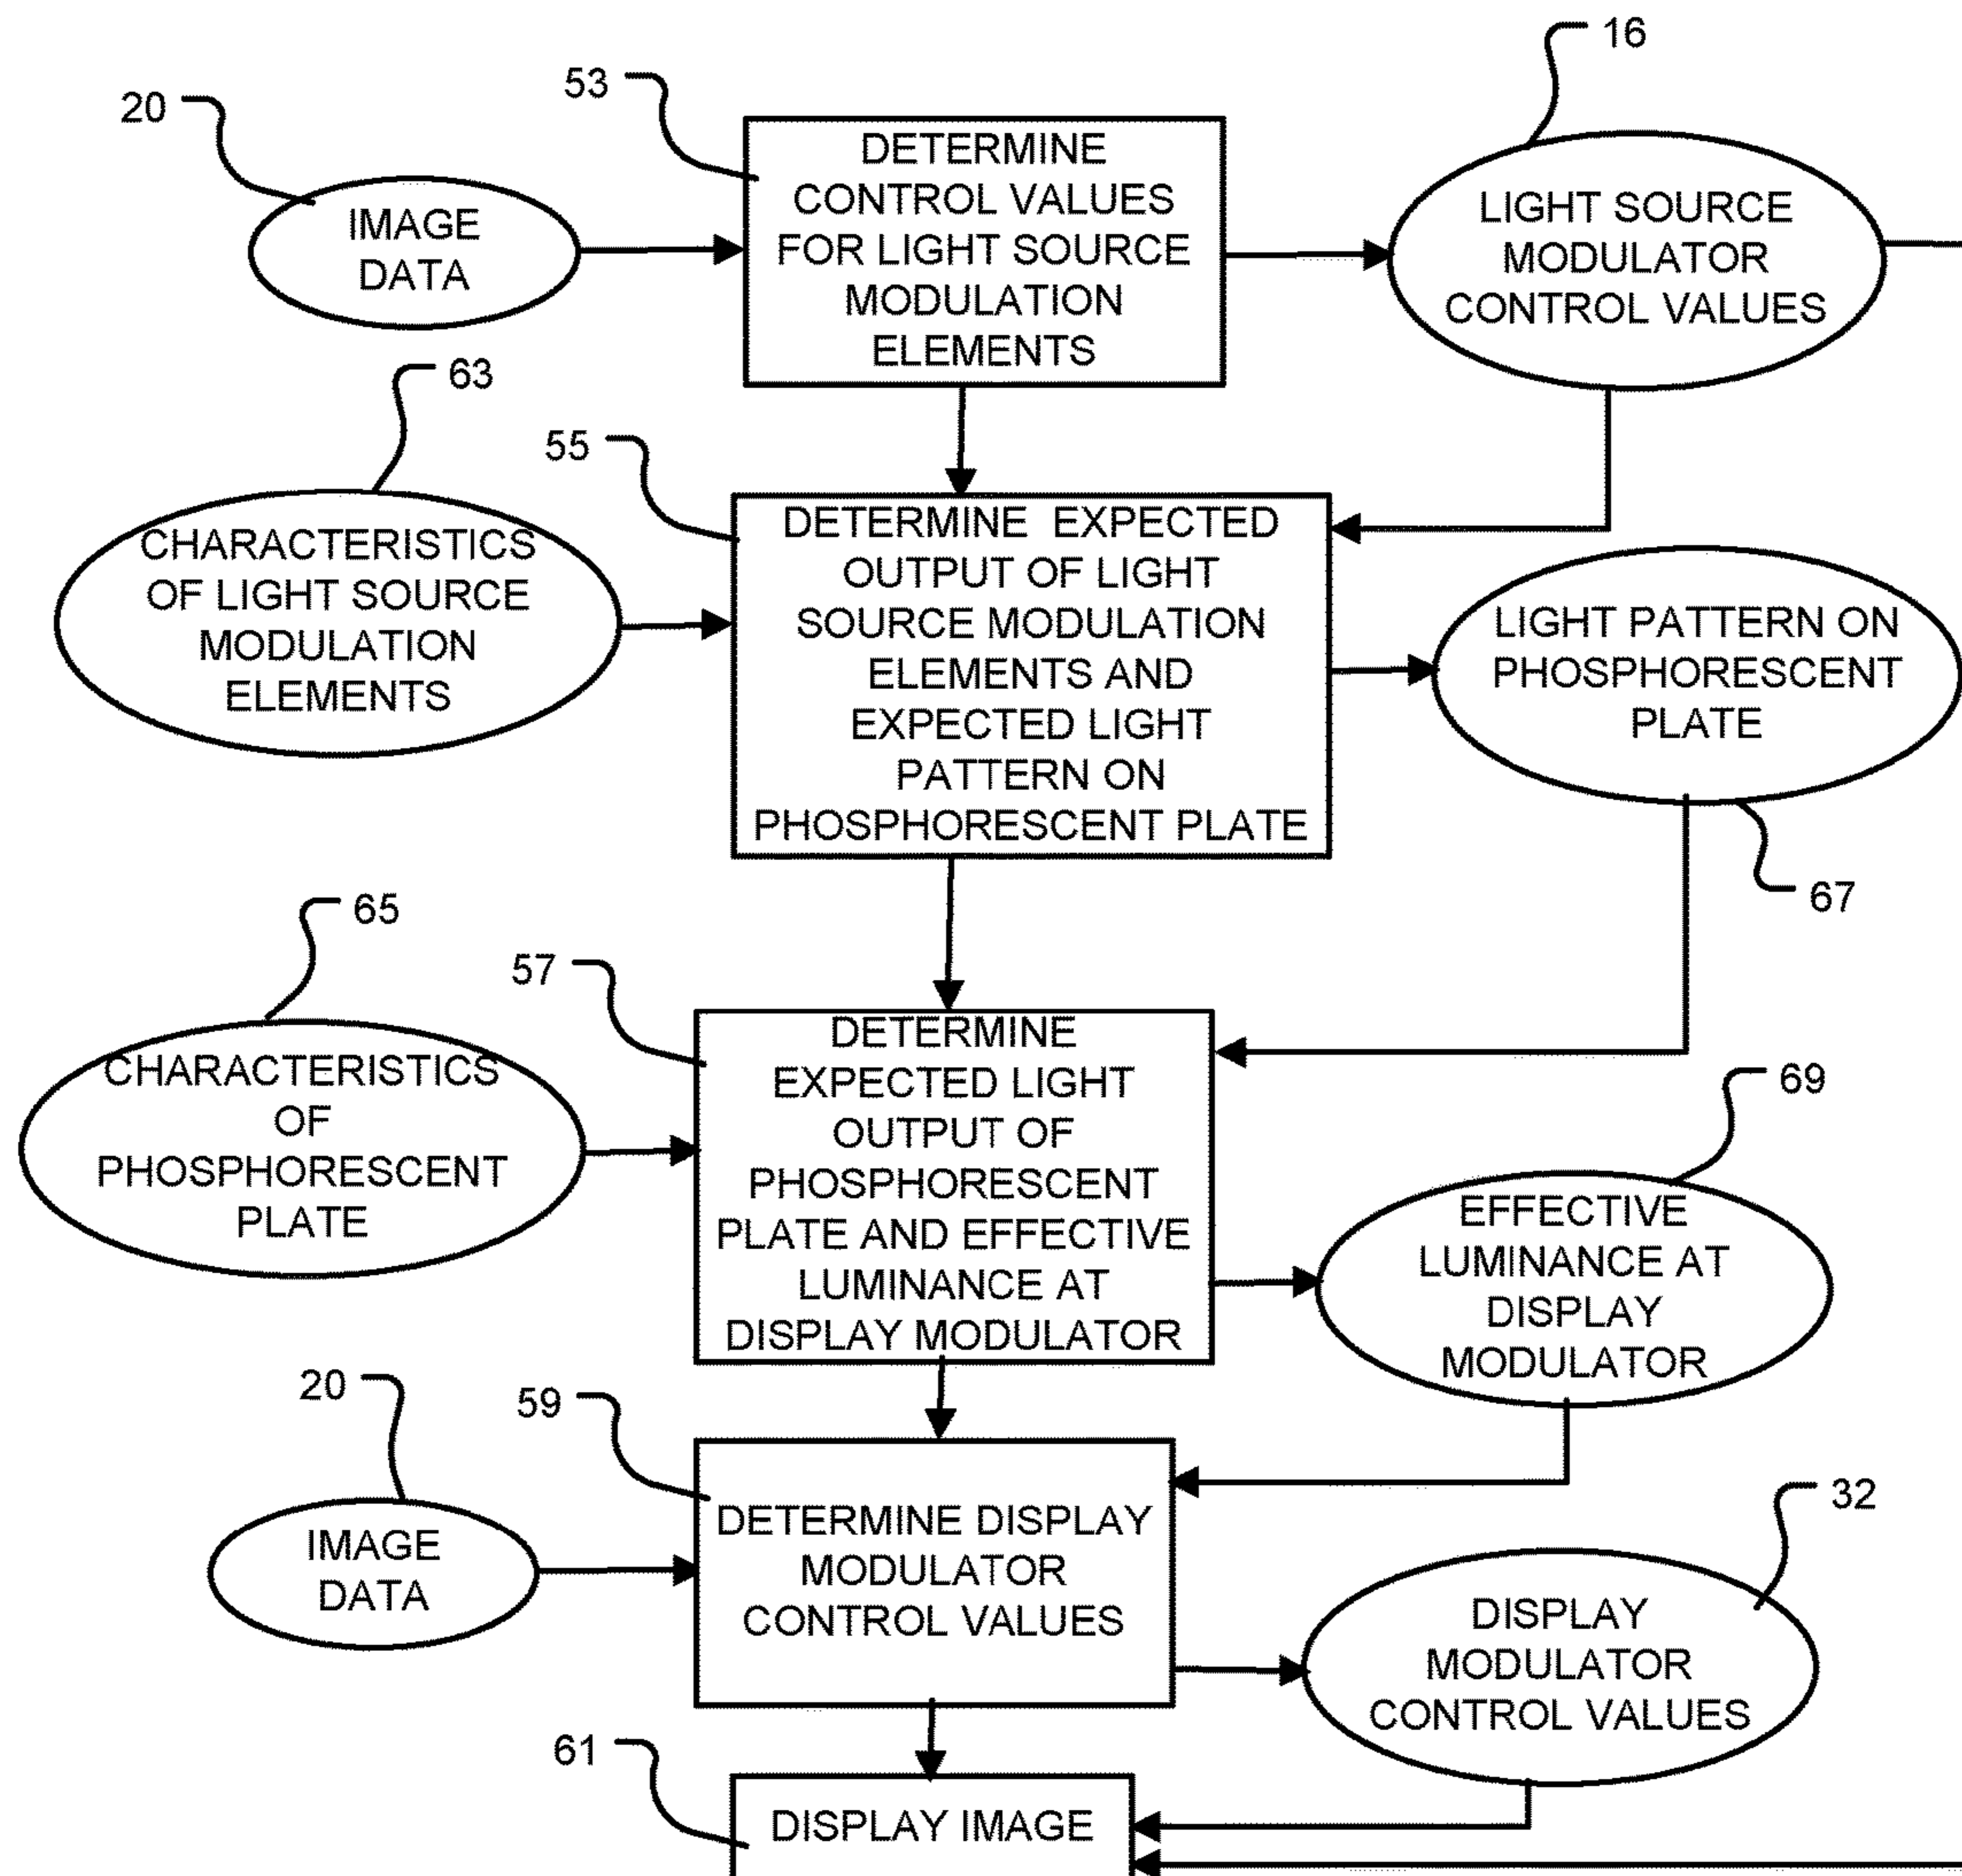 16
53
20
DETERMINE
CONTROL VALUES
FOR LIGHT SOURCE
MODULATION
ELEMENTS
IMAGE
DATA
LIGHT SOURCE
MODULATOR
CONTROL VALUES
63
55
CHARACTERISTICS
OF LIGHT SOURCE
MODULATION
ELEMENTS
DETERMINE EXPECTED
OUTPUT OF LIGHT
SOURCE MODULATION
ELEMENTS AND
EXPECTED LIGHT
PATTERN ON
PHOSPHORESCENT PLATE
LIGHT PATTERN ON
PHOSPHORESCENT
PLATE
67
65
57
CHARACTERISTICS
OF
PHOSPHORESCENT
PLATE
DETERMINE
EXPECTED LIGHT
OUTPUT OF
PHOSPHORESCENT
PLATE AND EFFECTIVE
LUMINANCE AT
DISPLAY MODULATOR
69
EFFECTIVE
LUMINANCE AT
DISPLAY
MODULATOR
20
59
IMAGE
DATA
DETERMINE DISPLAY
MODULATOR
CONTROL VALUES
32
DISPLAY
MODULATOR
CONTROL VALUES
61
DISPLAY IMAGE